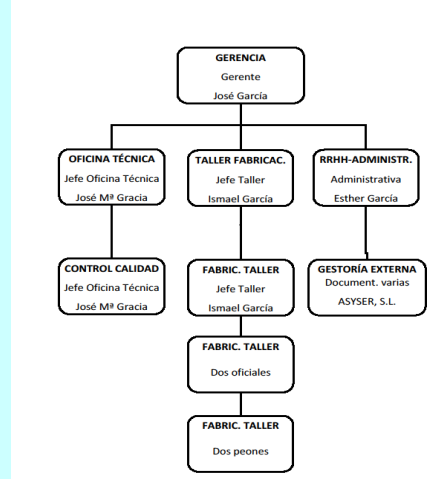 GERENCIA
Gerente
José García
OFICINA TÉCNICA
Jefe Oficina Técnica
José Mª Gracia
TALLER FABRICAC.
Jefe Taller
Ismael García
RRHH-ADMINISTR.
Administrativa
Esther García
CONTROL CALIDAD
Jefe Oficina Técnica
José Mª Gracia
FABRIC. TALLER
Jefe Taller
Ismael García
GESTORÍA EXTERNA
Document. varias
ASYSER, S.L.
FABRIC. TALLER
Dos oficiales
FABRIC. TALLER
Dos peones